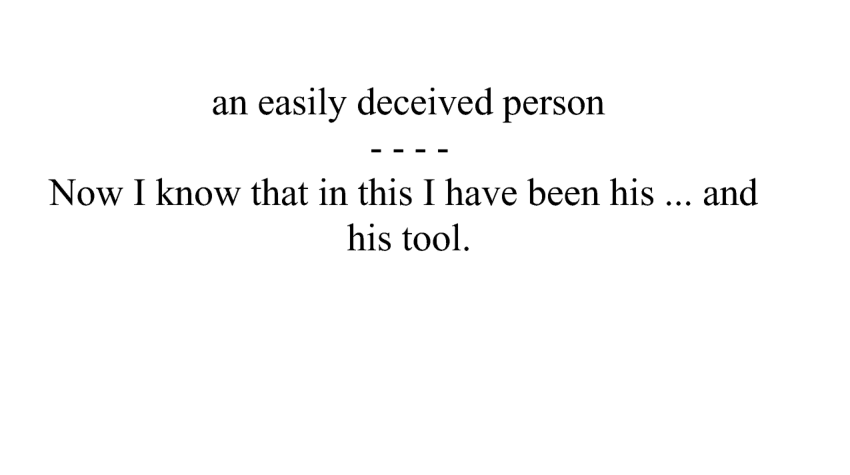 an easily deceived person
- - - -
Now I know that in this I have been his ... and
his tool.